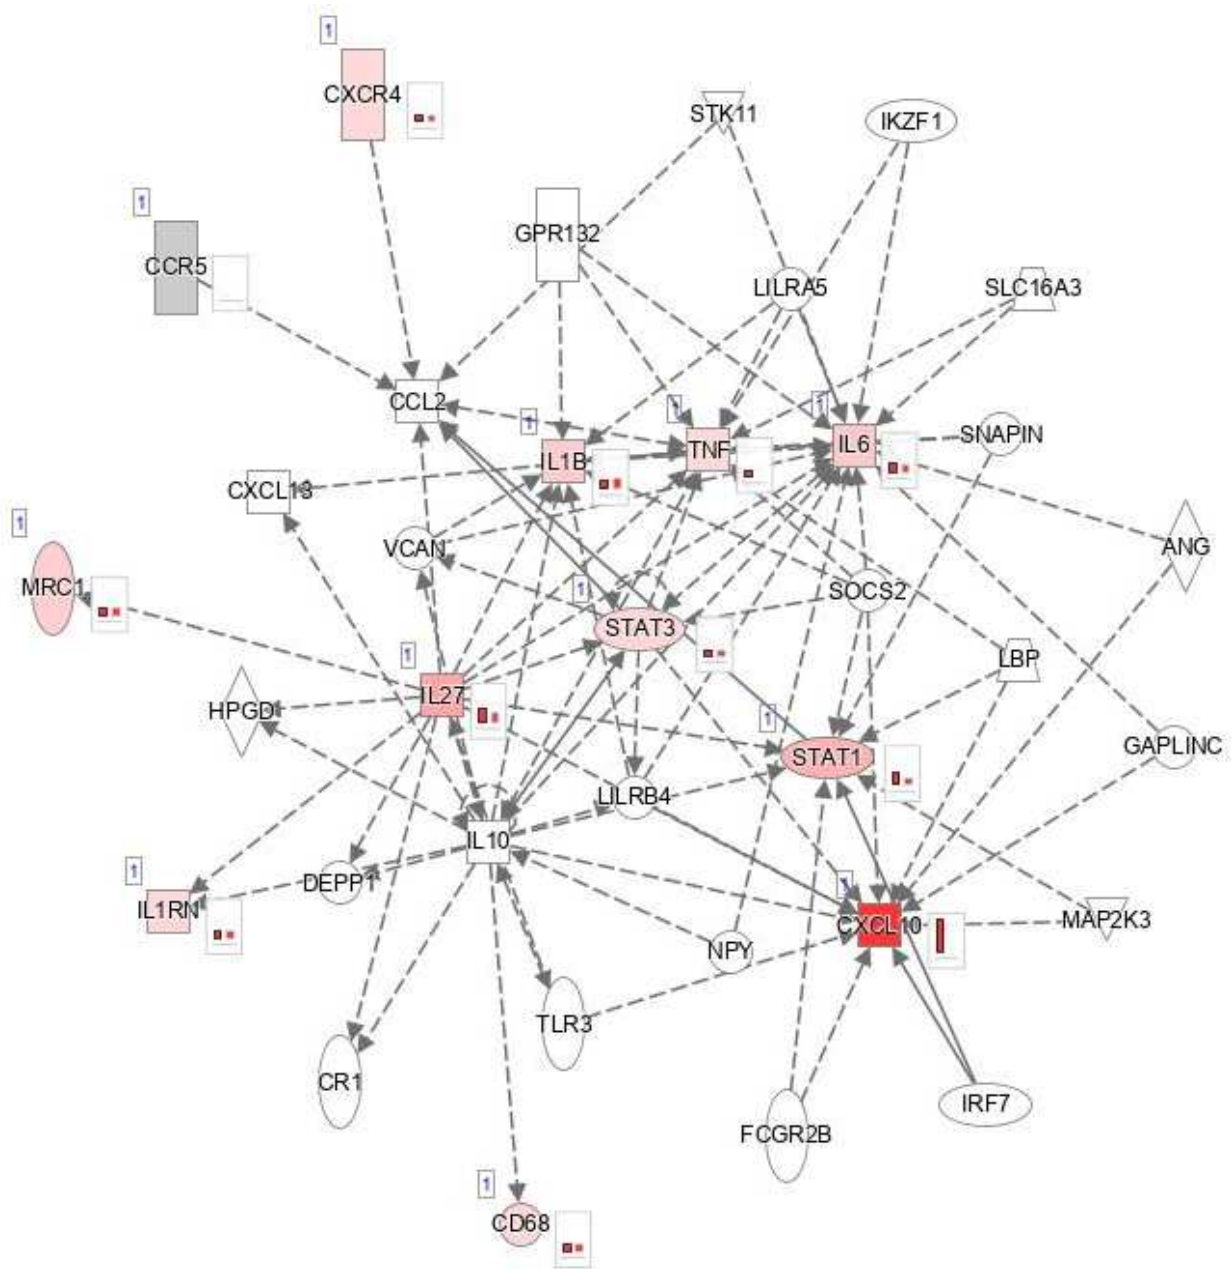 1
CXCR4
STK11
IKZF1
1
GPR132
CCR5
LILRA5
SLC16A3
CCL2
1
1
1
IL1B
TNF
IL6
SNAPIN
CXCL13
1
VCAN
ANG
MRC1
1
SOCS2
STAT3
1
LBP
IL27
HPGD
1
STAT1
GAPLINC
LILRB4
IL10
1
DEPP1
1
IL1RN
CXCL10
MAP2K3
NPY
TLR3
CR1
IRF7
FCGR2B
1
CD68